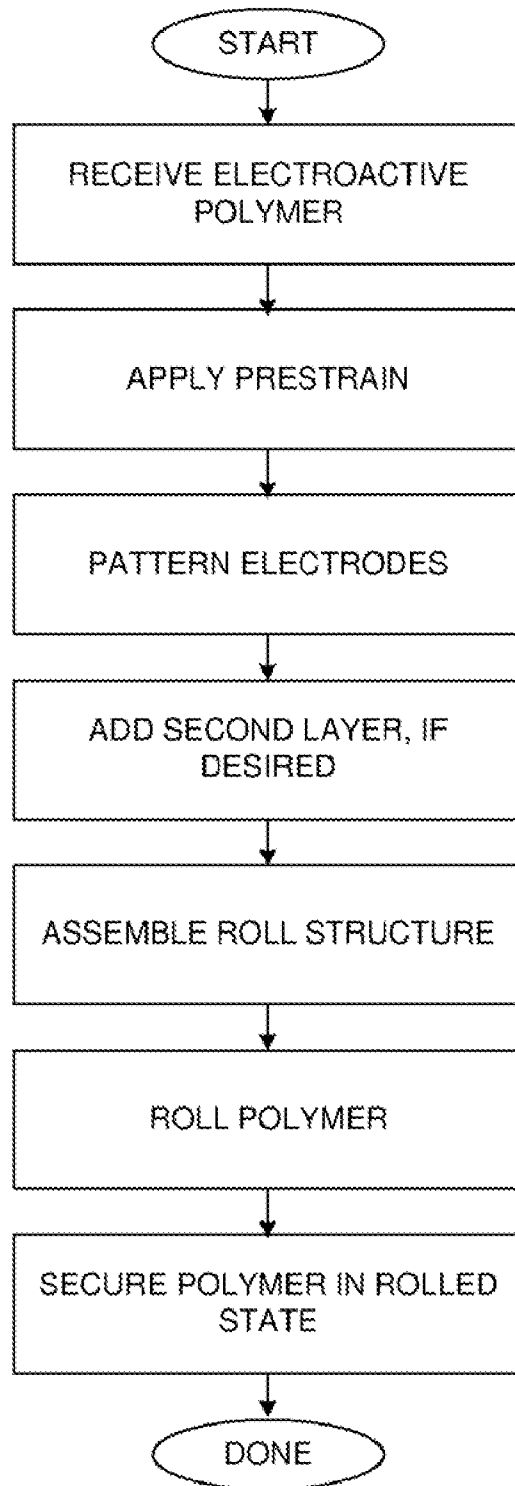 START
RECEIVE ELECTROACTIVE
POLYMER
APPLY PRESTRAIN
PATTERN ELECTRODES
ADD SECOND LAYER, IF
DESIRED
ASSEMBLE ROLL STRUCTURE
ROLL POLYMER
SECURE POLYMER IN ROLLED
STATE
DONE